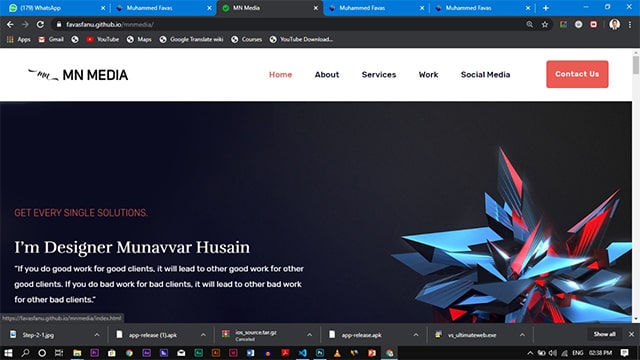 (179) WhatsApp
Muhammed Favas
MN Media
Muhammed Favas
Muhammed Favas
favasfanu.github.io/mnmedia/
Apps
Gmail
YouTube
Maps
Google Translate wiki
Courses
YouTube Download...
MN MEDIA
Home
About
Services
Work
Social Media
Contact Us
GET EVERY SINGLE SOLUTIONS.
I'm Designer Munavvar Husain
"If you do good work for good clients, it will lead to other good work for other
good clients. If you do bad work for bad clients, it will lead to other bad work
for other bad clients."
https://favasfanu.github.io/mnmedia/index.html
Step-2-1.jpg
app-release (1).apk
ios_source.tar.gz
Canceled
app-release.apk
vs_ultimateweb.exe
Show all
ENG
02:38 PM